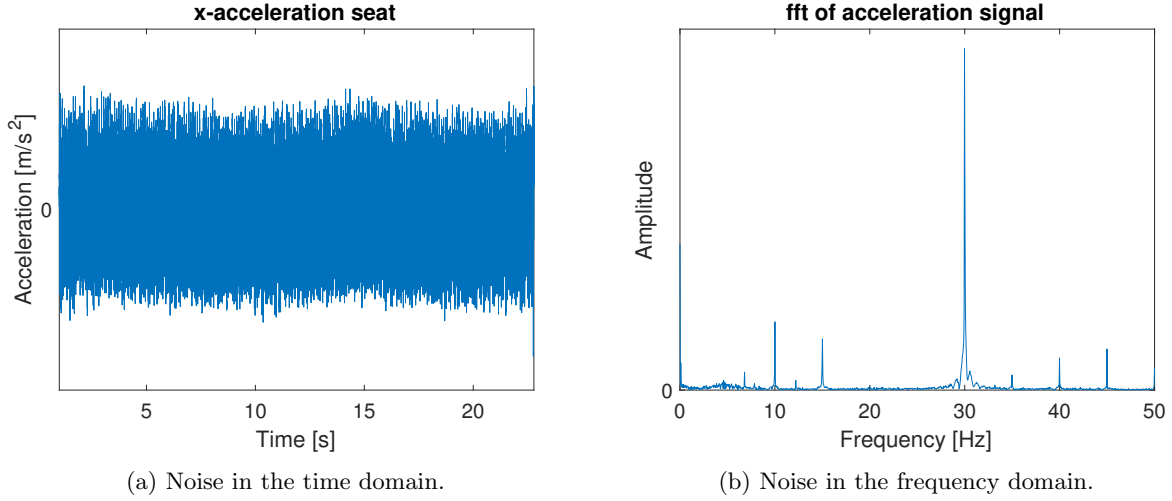 x-acceleration seat
Acceleration [m/s²]
0
5 10 15 20
Time [s]
(a) Noise in the time domain.
fft of acceleration signal
Amplitude
0
0 10 20 30 40 50
Frequency [Hz]
(b) Noise in the frequency domain.